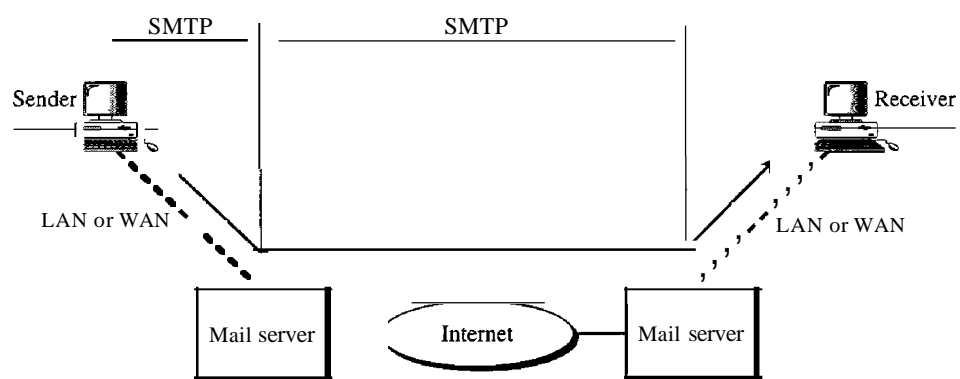 SMTP
SMTP
Sender
Receiver
LAN or WAN
LAN or WAN
Mail server
Internet
Mail server